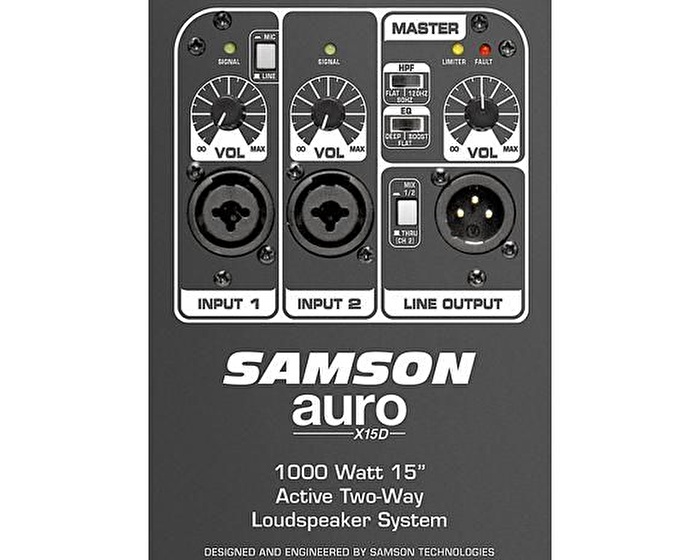 MASTER
MIC
SIGNAL
LINE
SIGNAL
LIMITER FAULT
HPF
FLAT 120HZ
80HZ
EQ
DEEP BOOST
FLAT
∞ VOL MAX
∞ VOL MAX
∞ VOL MAX
MIX
1/2
THRU
(CH 2)
INPUT 1
INPUT 2
LINE OUTPUT
SAMSON
auro
X15D
1000 Watt 15”
Active Two-Way
Loudspeaker System
DESIGNED AND ENGINEERED BY SAMSON TECHNOLOGIES